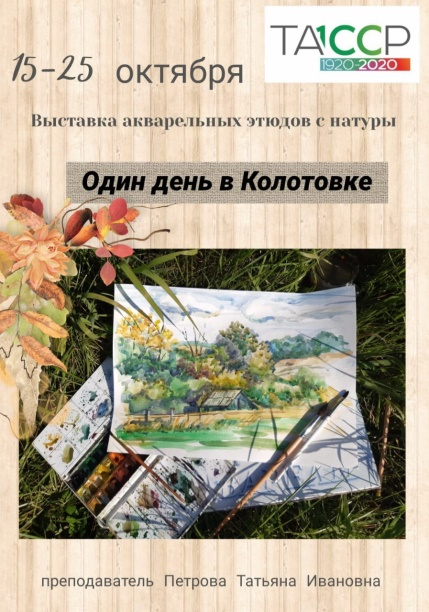 15-25 октября
ТАССР
1920-2020
Выставка акварельных этюдов с натуры
Один день в Колотовке
преподаватель Петрова Татьяна Ивановна